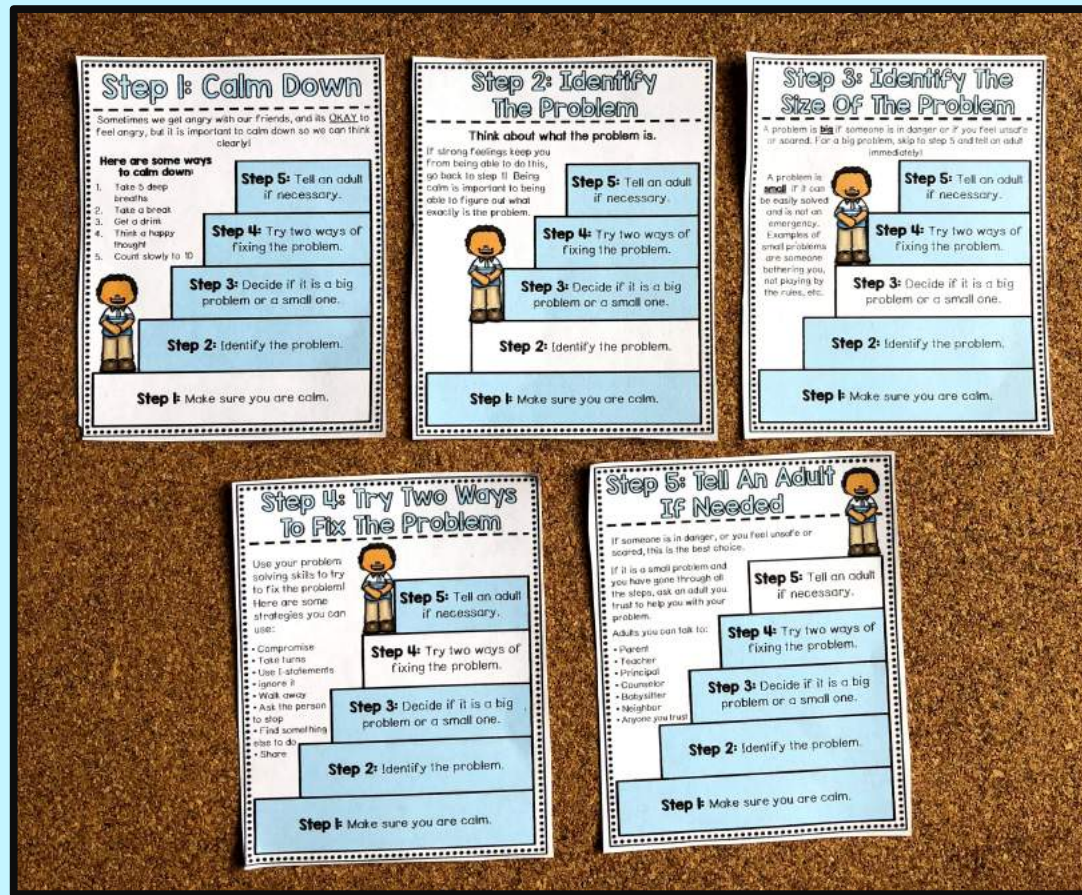 Step 1: Calm Down
Sometimes we get angry with our friends, and its OKAY to
feel angry, but it is important to calm down so we can think
clearly!
Here are some ways
to calm down:
1. Take 5 deep
breaths
2. Take a break
3. Get a drink
4. Think a happy
thought
5. Count slowly to 10
Step 5: Tell an adult
if necessary.
Step 4: Try two ways of
fixing the problem.
Step 3: Decide if it is a big
problem or a small one.
Step 2: Identify the problem.
Step 1: Make sure you are calm.
Step 2: Identify
The Problem
Think about what the problem is.
If strong feelings keep you
from being able to do this,
go back to step 1! Being
calm is important to being
able to figure out what
exactly is the problem.
Step 5: Tell an adult
if necessary.
Step 4: Try two ways of
fixing the problem.
Step 3: Decide if it is a big
problem or a small one.
Step 2: Identify the problem.
Step 1: Make sure you are calm.
Step 3: Identify The
Size Of The Problem
A problem is big if someone is in danger or if you feel unsafe
or scared. For a big problem, skip to step 5 and tell an adult
immediately!
A problem is
small if it can
be easily solved
and is not an
emergency.
Examples of
small problems
are someone
bothering you,
not playing by
the rules, etc.
Step 5: Tell an adult
if necessary.
Step 4: Try two ways of
fixing the problem.
Step 3: Decide if it is a big
problem or a small one.
Step 2: Identify the problem.
Step 1: Make sure you are calm.
Step 4: Try Two Ways
To Fix The Problem
Use your problem
solving skills to try
to fix the problem!
Here are some
strategies you can
use:
• Compromise
• Take turns
• Use I-statements
• Ignore it
• Walk away
• Ask the person
to stop
• Find something
else to do
• Share
Step 5: Tell an adult
if necessary.
Step 4: Try two ways of
fixing the problem.
Step 3: Decide if it is a big
problem or a small one.
Step 2: Identify the problem.
Step 1: Make sure you are calm.
Step 5: Tell An Adult
If Needed
If someone is in danger, or you feel unsafe or
scared, this is the best choice.
If it is a small problem and
you have gone through all
the steps, ask an adult you
trust to help you with your
problem.
Adults you can talk to:
• Parent
• Teacher
• Principal
• Counselor
• Babysitter
• Neighbor
• Anyone you trust
Step 5: Tell an adult
if necessary.
Step 4: Try two ways of
fixing the problem.
Step 3: Decide if it is a big
problem or a small one.
Step 2: Identify the problem.
Step 1: Make sure you are calm.